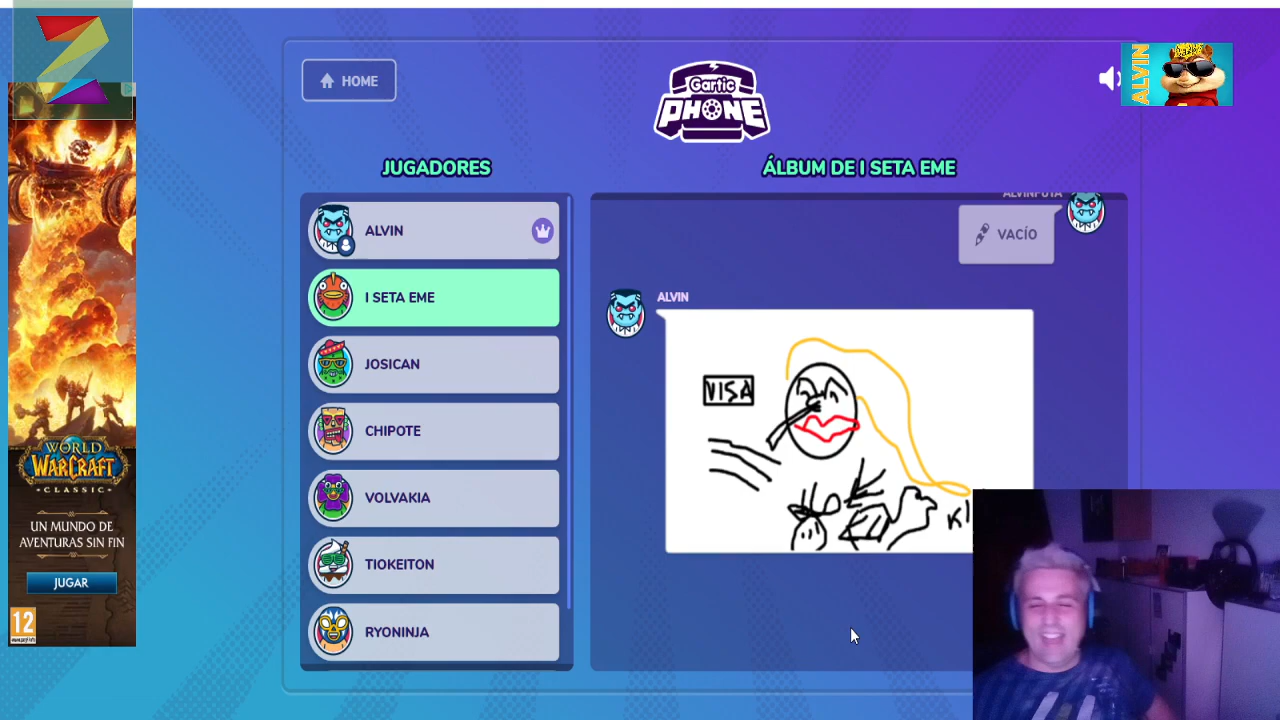 HOME
Gartic
PHONE
ALVIN
JUGADORES
ÁLBUM DE I SETA EME
ALVIN
I SETA EME
JOSICAN
CHIPOTE
VOLVAKIA
TIOKEITON
RYONINJA
VACÍO
ALVIN
VISA
KI
WORLD
WARCRAFT
CLASSIC
UN MUNDO DE
AVENTURAS SIN FIN
JUGAR
12